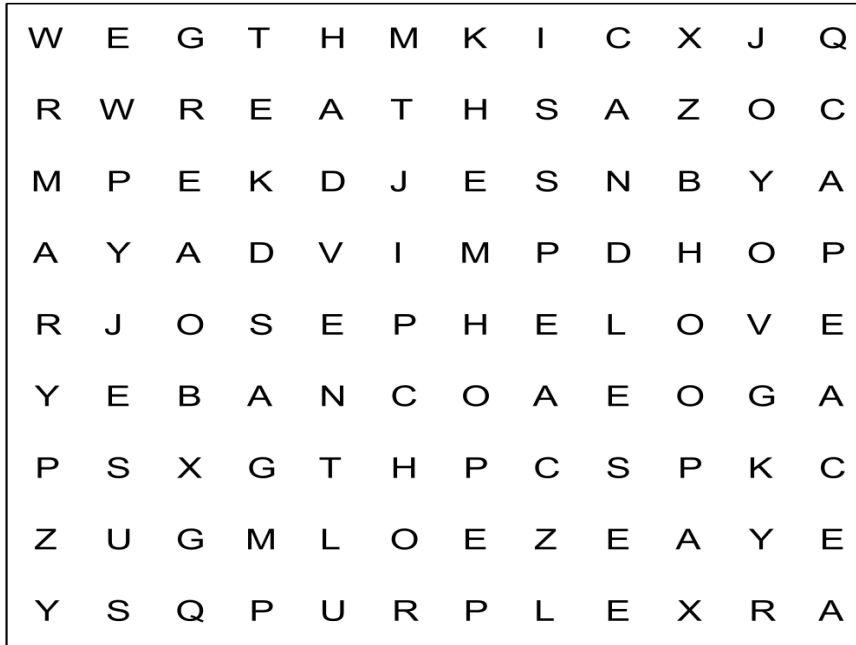 W E G T H M K I C X J Q
R W R E A T H S A Z O C
M P E K D J E S N B Y A
A Y A D V I M P D H O P
R J O S E P H E L O V E
Y E B A N C O A E O G A
P S X G T H P C S P K C
Z U G M L O E Z E A Y E
Y S Q P U R P L E X R A